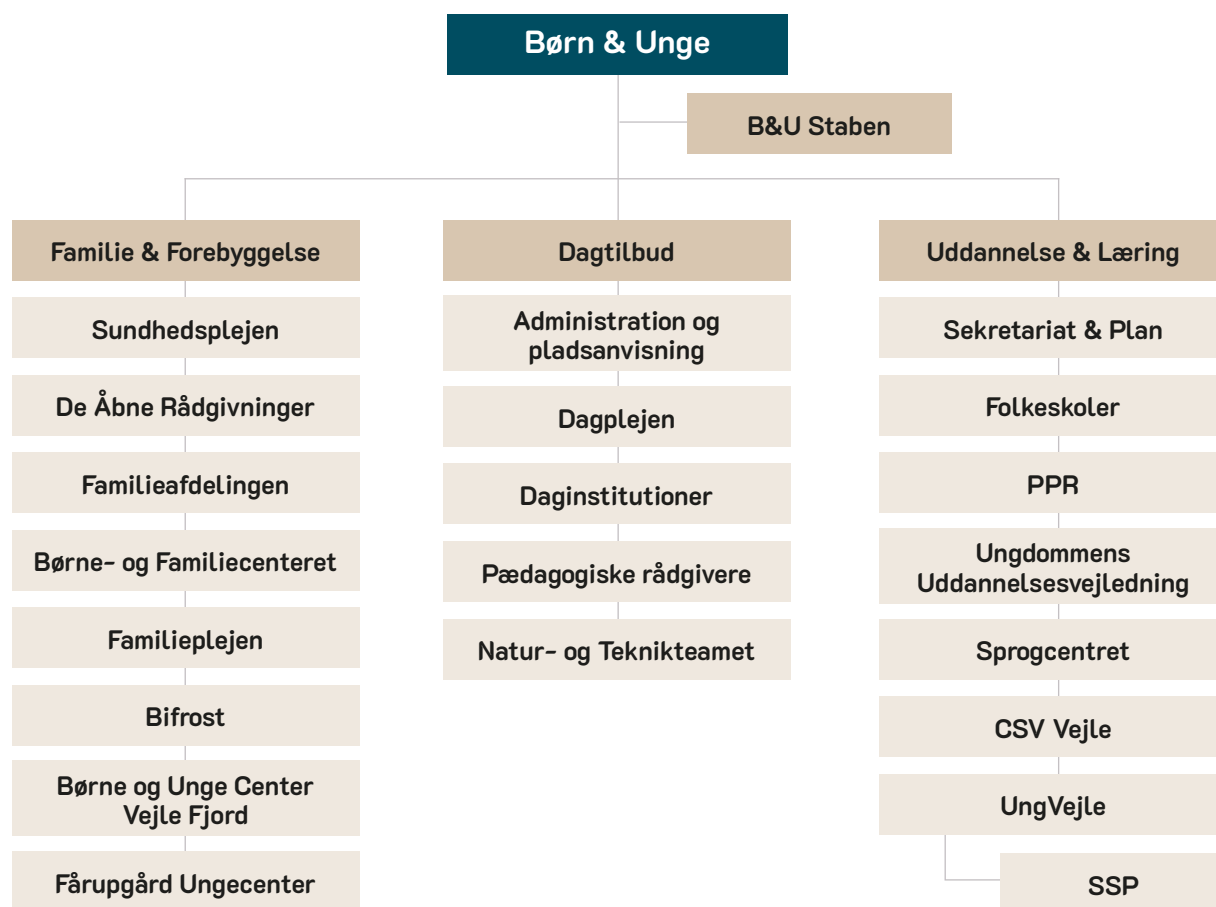 Børn & Unge
B&U Staben
Familie & Forebyggelse
Sundhedsplejen
De Åbne Rådgivninger
Familieafdelingen
Børne- og Familiecenteret
Familieplejen
Bifrost
Børne og Unge Center
Vejle Fjord
Fårupgård Ungecenter
Dagtilbud
Administration og
pladsanvisning
Dagplejen
Daginstitutioner
Pædagogiske rådgivere
Natur- og Teknikteamet
Uddannelse & Læring
Sekretariat & Plan
Folkeskoler
PPR
Ungdommens
Uddannelsesvejledning
Sprogcentret
CSV Vejle
UngVejle
SSP